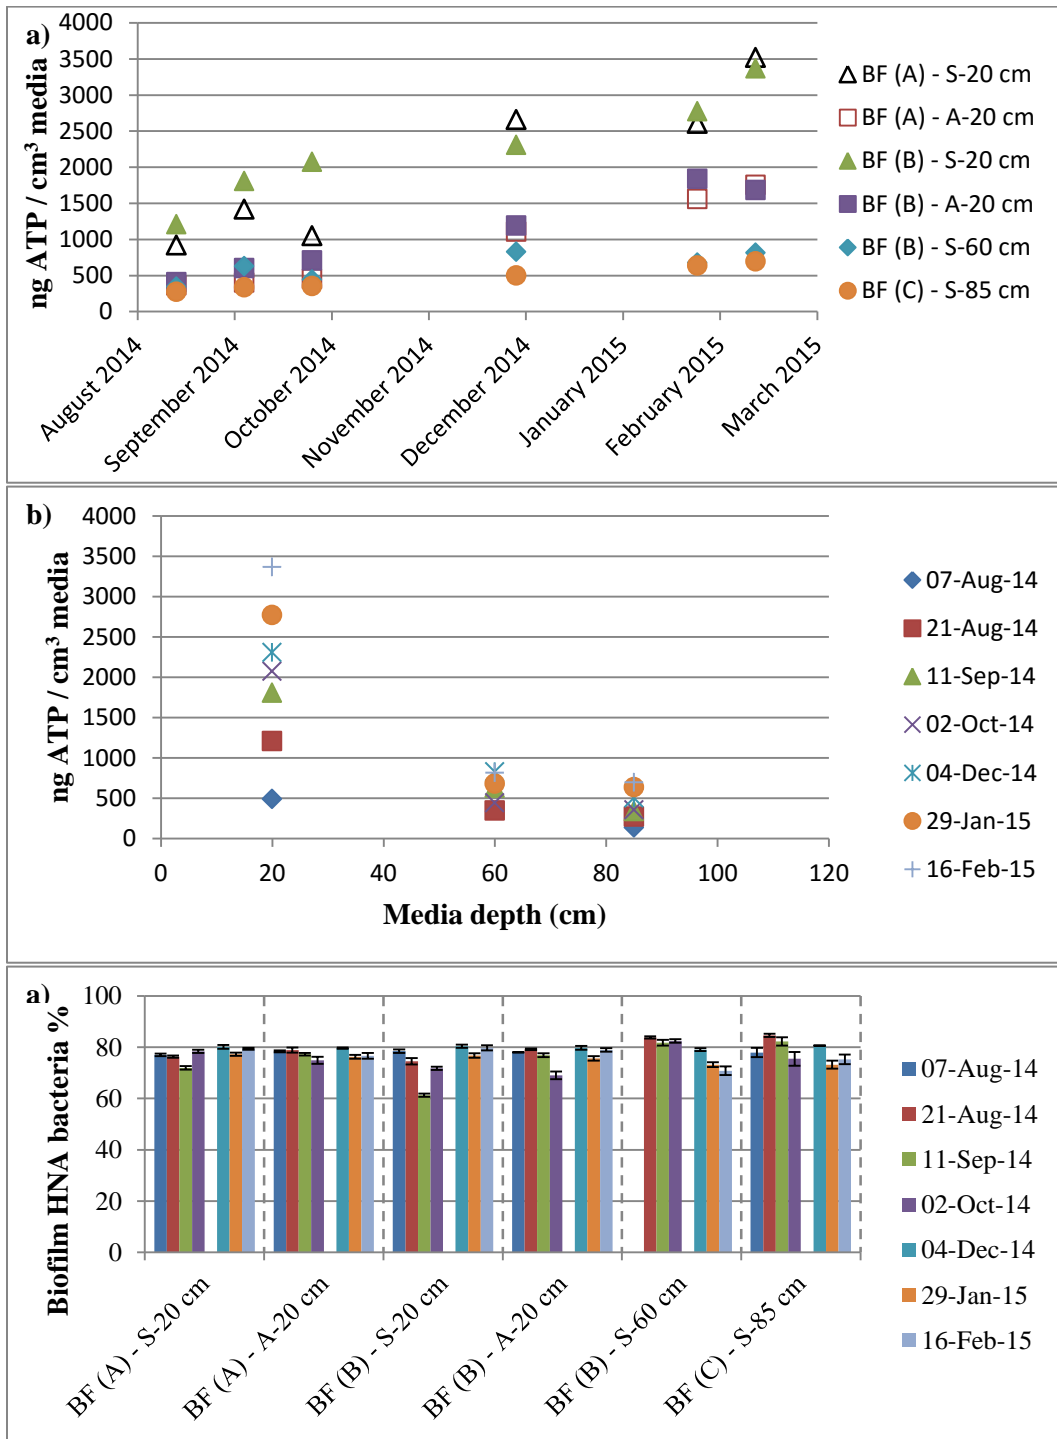 a)
ng ATP / cm³ media
4000
3500
3000
2500
2000
1500
1000
500
0
August 2014
September 2014
October 2014
November 2014
December 2014
January 2015
February 2015
March 2015
BF (A) - S-20 cm
BF (A) - A-20 cm
BF (B) - S-20 cm
BF (B) - A-20 cm
BF (B) - S-60 cm
BF (C) - S-85 cm
b)
ng ATP / cm³ media
4000
3500
3000
2500
2000
1500
1000
500
0
0 20 40 60 80 100 120
Media depth (cm)
07-Aug-14
21-Aug-14
11-Sep-14
02-Oct-14
04-Dec-14
29-Jan-15
16-Feb-15
a)
Biofilm HNA bacteria %
100
80
60
40
20
0
BF (A) - S-20 cm
BF (A) - A-20 cm
BF (B) - S-20 cm
BF (B) - A-20 cm
BF (B) - S-60 cm
BF (C) - S-85 cm
07-Aug-14
21-Aug-14
11-Sep-14
02-Oct-14
04-Dec-14
29-Jan-15
16-Feb-15